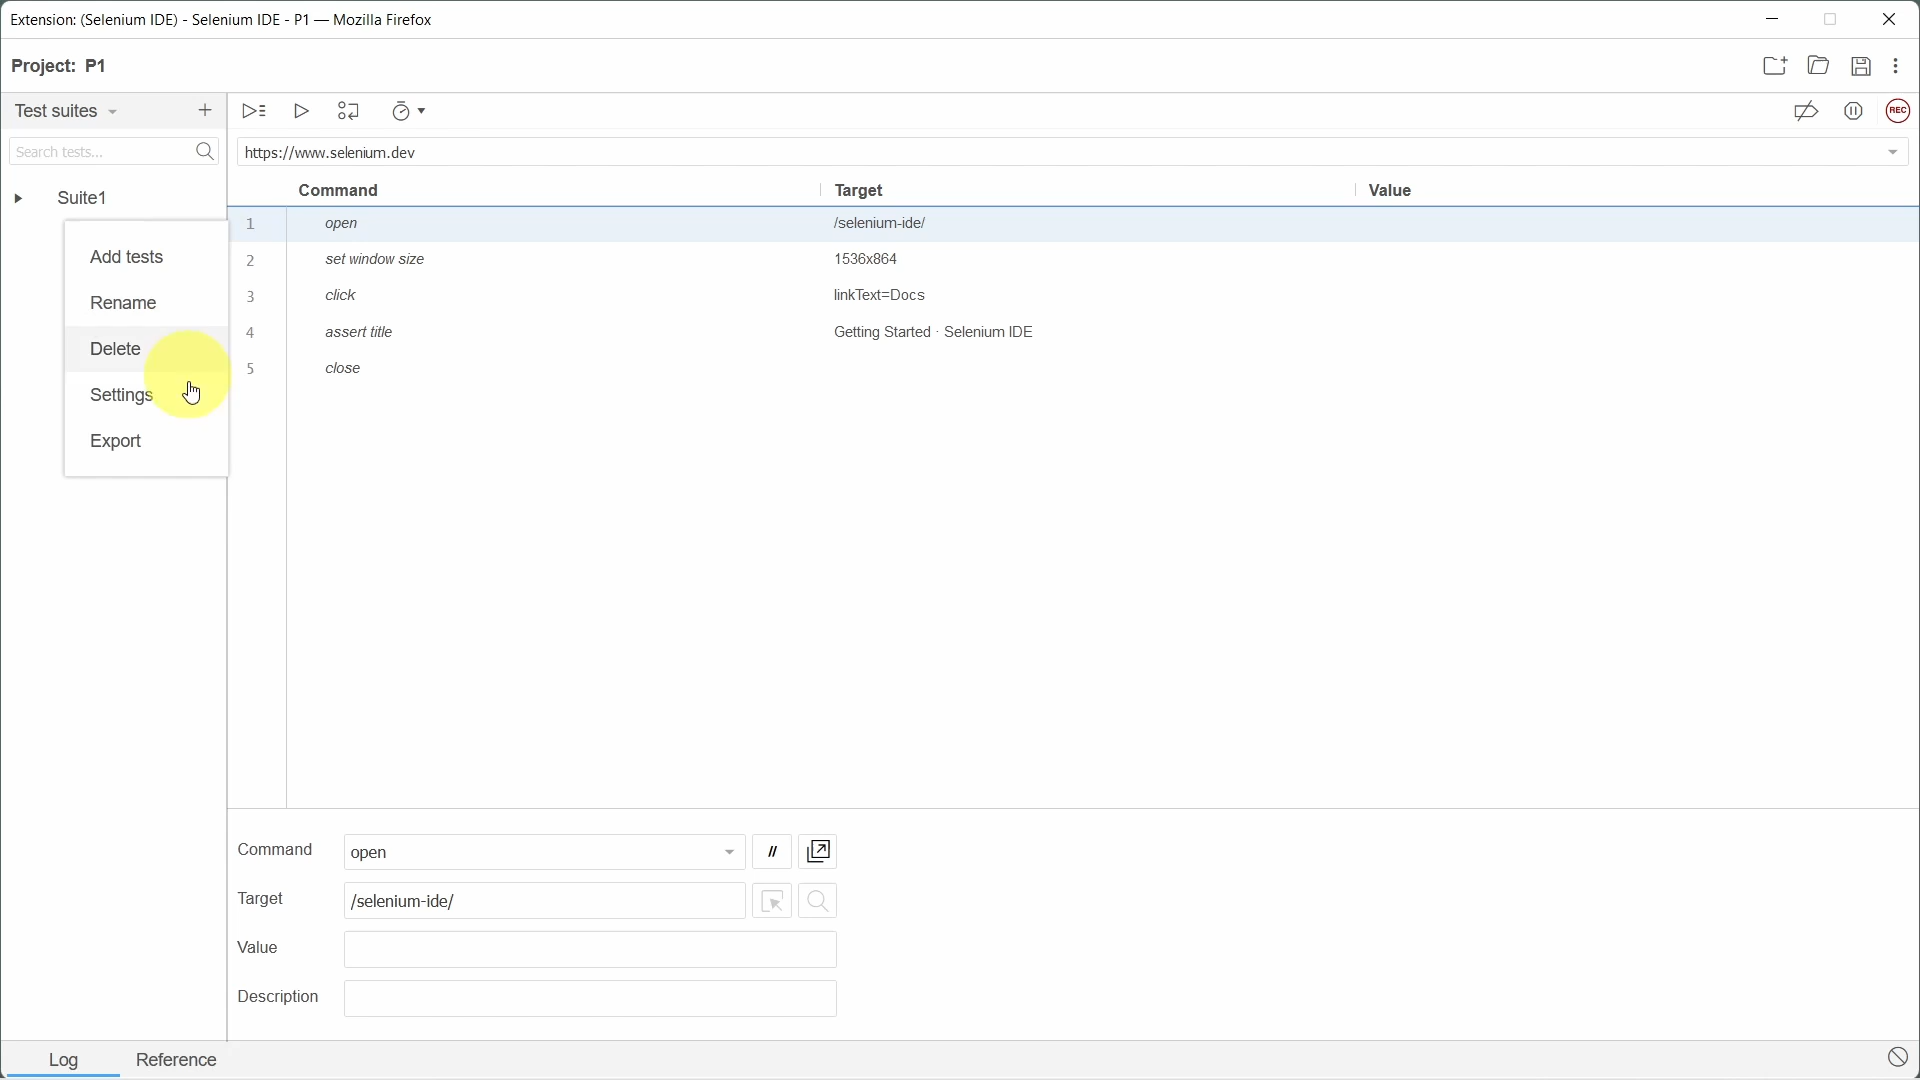 Extension: (Selenium IDE) - Selenium IDE - P1 — Mozilla Firefox
Project: P1
Test suites
Search tests...
https://www.selenium.dev
REC
Suite1
Command Target Value
1 open /selenium-ide/
2 set window size 1536x864
3 click linkText=Docs
4 assert title Getting Started · Selenium IDE
5 close
Add tests
Rename
Delete
Settings
Export
Command open //
Target /selenium-ide/
Value
Description
Log Reference